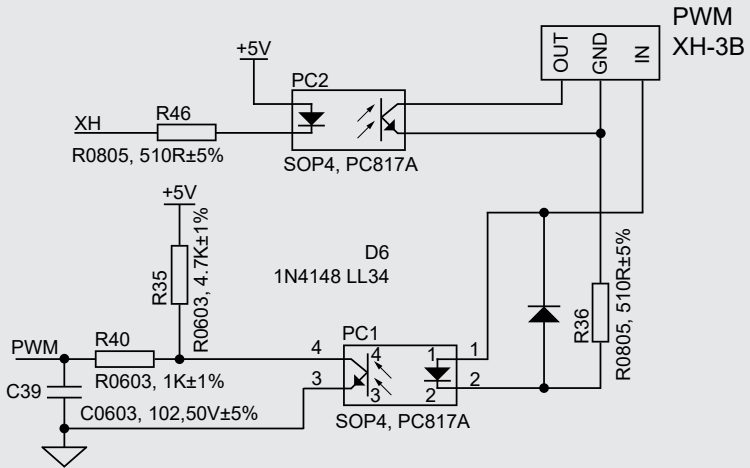 PWM
XH-3B
OUT
GND
IN
+5V
PC2
XH
R46
R0805, 510R±5%
SOP4, PC817A
+5V
R35
R0603, 4.7K±1%
D6
1N4148 LL34
R36
R0805, 510R±5%
PWM
R40
R0603, 1K±1%
C39
C0603, 102,50V±5%
PC1
4
3
4
3
1
2
1
2
SOP4, PC817A